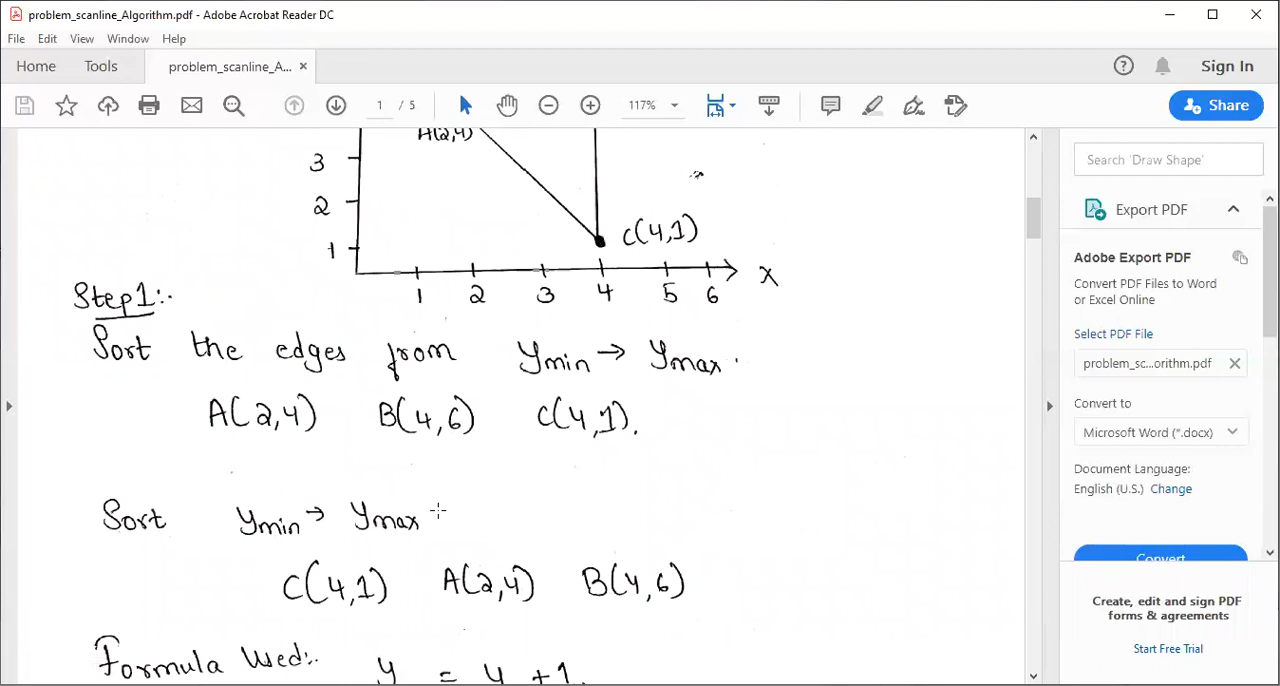 problem_scanline_Algorithm.pdf - Adobe Acrobat Reader DC
File Edit View Window Help
Home Tools problem_scanline_A... × Sign In
1 / 5 117% Share
A(2,4)
3
2
1
C(4,1)
1 2 3 4 5 6 X
Step1:-
Sort the edges from Ymin → Ymax.
A(2,4) B(4,6) C(4,1).
Sort Ymin → Ymax
C(4,1) A(2,4) B(4,6)
Formula Used:. y = y +1.
Search 'Draw Shape'
Export PDF
Adobe Export PDF
Convert PDF Files to Word
or Excel Online
Select PDF File
problem_sc...orithm.pdf
Convert to
Microsoft Word (*.docx)
Document Language:
English (U.S.) Change
Convert
Create, edit and sign PDF
forms & agreements
Start Free Trial